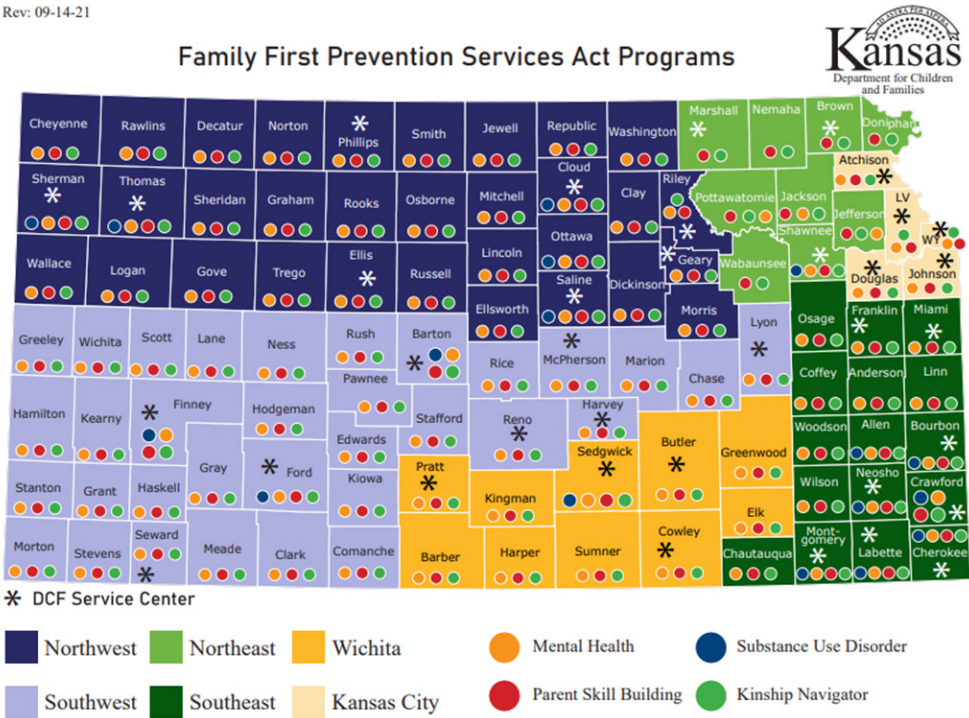 Rev: 09-14-21
AD ASTRA PER ASPERA
Kansas
Department for Children
and Families
Family First Prevention Services Act Programs
Cheyenne Rawlins Decatur Norton Phillips Smith Jewell Republic Washington Marshall Nemaha Brown Doniphan
Sherman Thomas Sheridan Graham Rooks Osborne Mitchell Cloud Clay Riley Pottawatomie Jackson Atchison
Jefferson LV
Ottawa Shawnee WY
Wallace Logan Gove Trego Ellis Russell Lincoln Saline Dickinson Geary Wabaunsee Douglas Johnson
Ellsworth Morris
Greeley Wichita Scott Lane Ness Rush Barton Rice McPherson Marion Chase Lyon Osage Franklin Miami
Pawnee
Hamilton Kearny Finney Hodgeman Stafford Reno Harvey Coffey Anderson Linn
Edwards Sedgwick Butler Greenwood Woodson Allen Bourbon
Stanton Grant Haskell Gray Ford Kiowa Pratt Kingman Wilson Neosho Crawford
Elk
Morton Stevens Seward Meade Clark Comanche Barber Harper Sumner Cowley Chautauqua Mont-
gomery Labette Cherokee
* DCF Service Center
Northwest Northeast Wichita Mental Health Substance Use Disorder
Southwest Southeast Kansas City Parent Skill Building Kinship Navigator